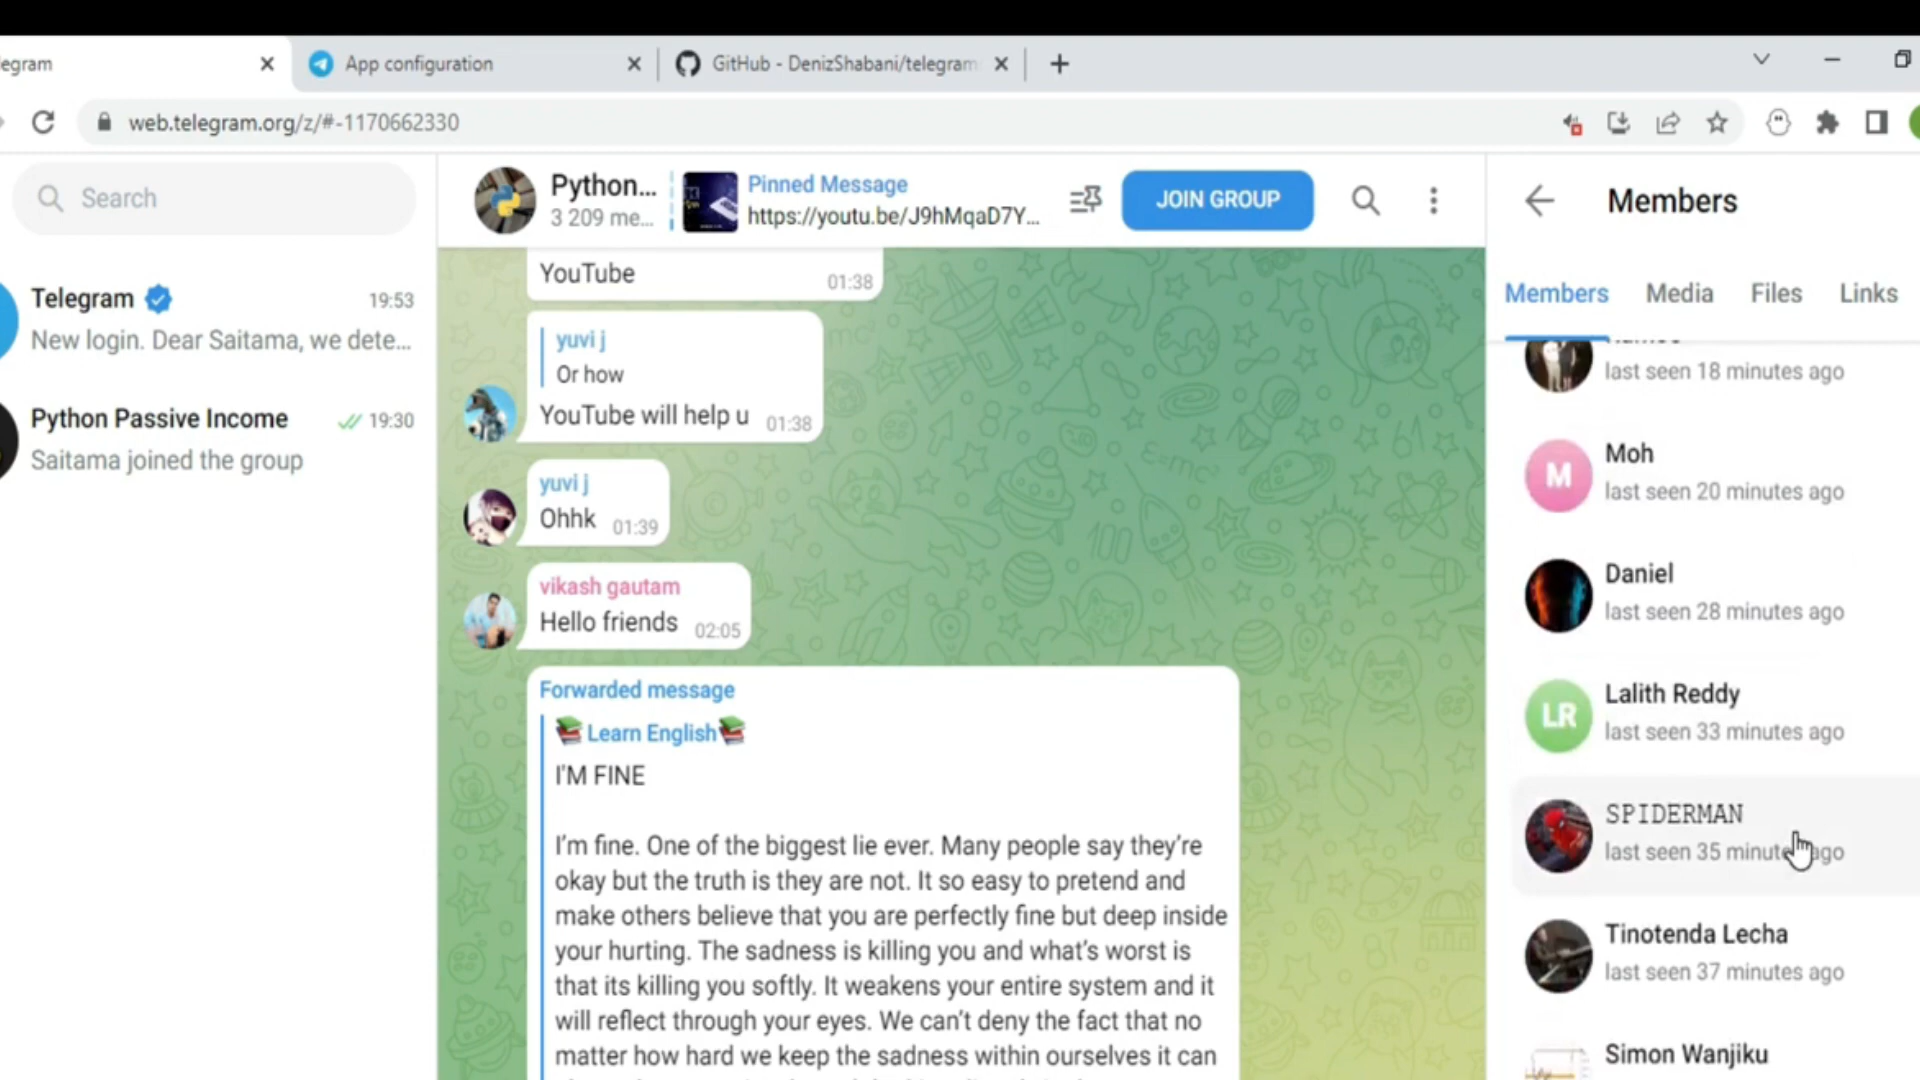 egram
App configuration
GitHub - DenizShabani/telegram
web.telegram.org/z/#-1170662330
Search
Telegram
19:53
New login. Dear Saitama, we dete...
Python Passive Income
19:30
Saitama joined the group
Python...
3 209 me...
Pinned Message
https://youtu.be/J9hMqaD7Y...
JOIN GROUP
YouTube
01:38
yuvi j
Or how
YouTube will help u
01:38
yuvi j
Ohhk
01:39
vikash gautam
Hello friends
02:05
Forwarded message
Learn English
I'M FINE
I'm fine. One of the biggest lie ever. Many people say they're
okay but the truth is they are not. It so easy to pretend and
make others believe that you are perfectly fine but deep inside
your hurting. The sadness is killing you and what's worst is
that its killing you softly. It weakens your entire system and it
will reflect through your eyes. We can't deny the fact that no
matter how hard we keep the sadness within ourselves it can
Members
Members Media Files Links
last seen 18 minutes ago
M
Moh
last seen 20 minutes ago
Daniel
last seen 28 minutes ago
LR
Lalith Reddy
last seen 33 minutes ago
SPIDERMAN
last seen 35 minutes ago
Tinotenda Lecha
last seen 37 minutes ago
Simon Wanjiku